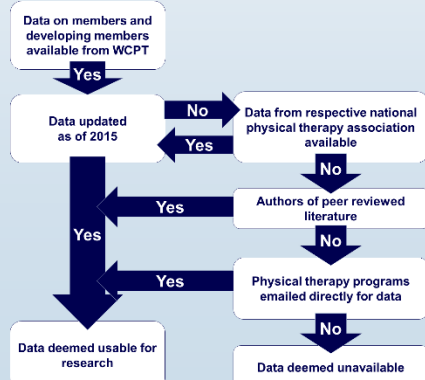 Data on members and
developing members
available from WCPT
Yes
Data updated
as of 2015
No
Yes
Data from respective national
physical therapy association
available
No
Yes
Authors of peer reviewed
literature
Yes
No
Yes
Physical therapy programs
emailed directly for data
No
Data deemed usable for
research
Data deemed unavailable